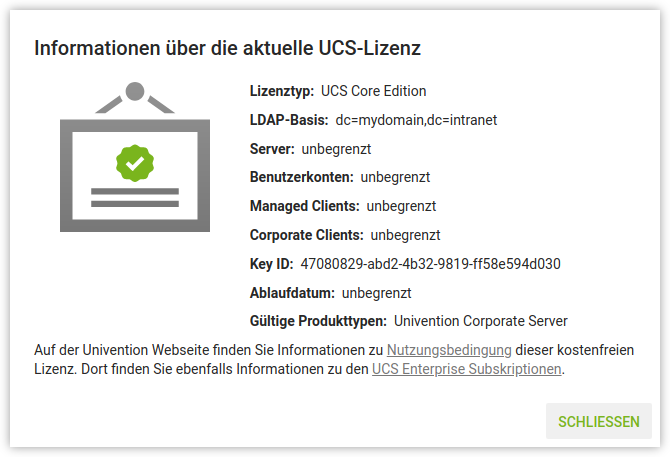 Informationen über die aktuelle UCS-Lizenz
Lizenztyp: UCS Core Edition
LDAP-Basis: dc=mydomain,dc=intranet
Server: unbegrenzt
Benutzerkonten: unbegrenzt
Managed Clients: unbegrenzt
Corporate Clients: unbegrenzt
Key ID: 47080829-abd2-4b32-9819-ff58e594d030
Ablaufdatum: unbegrenzt
Gültige Produkttypen: Univention Corporate Server
Auf der Univention Webseite finden Sie Informationen zu Nutzungsbedingung dieser kostenfreien
Lizenz. Dort finden Sie ebenfalls Informationen zu den UCS Enterprise Subskriptionen.
SCHLIESSEN